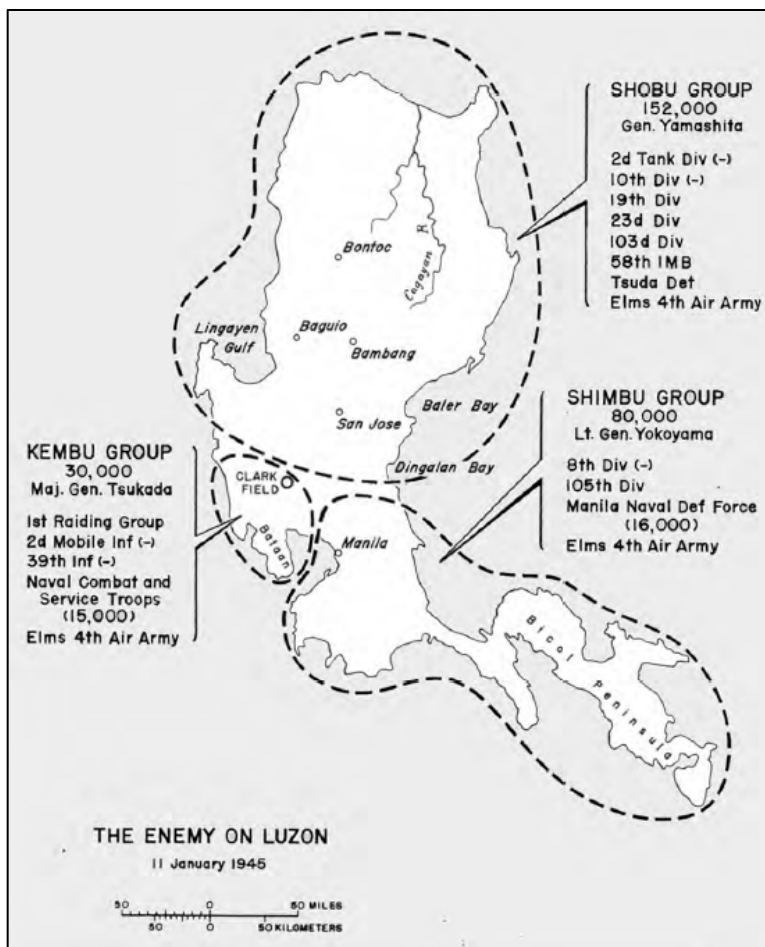 SHOBU GROUP
152,000
Gen. Yamashita
2d Tank Div (-)
10th Div (-)
19th Div
23d Div
103d Div
58th IMB
Tsuda Det
Elms 4th Air Army
Bontoc
Cagayan R
Lingayen
Gulf
Baguio
Bambang
San Jose
Baler Bay
Dingalan Bay
SHIMBU GROUP
80,000
Lt. Gen. Yokoyama
8th Div (-)
105th Div
Manila Naval Def Force
(16,000)
Elms 4th Air Army
KEMBU GROUP
30,000
Maj. Gen. Tsukada
1st Raiding Group
2d Mobile Inf (-)
39th Inf (-)
Naval Combat and
Service Troops
(15,000)
Elms 4th Air Army
CLARK
FIELD
Bataan
Manila
Bicol Peninsula
THE ENEMY ON LUZON
11 January 1945
50 0 50 MILES
50 0 50 KILOMETERS